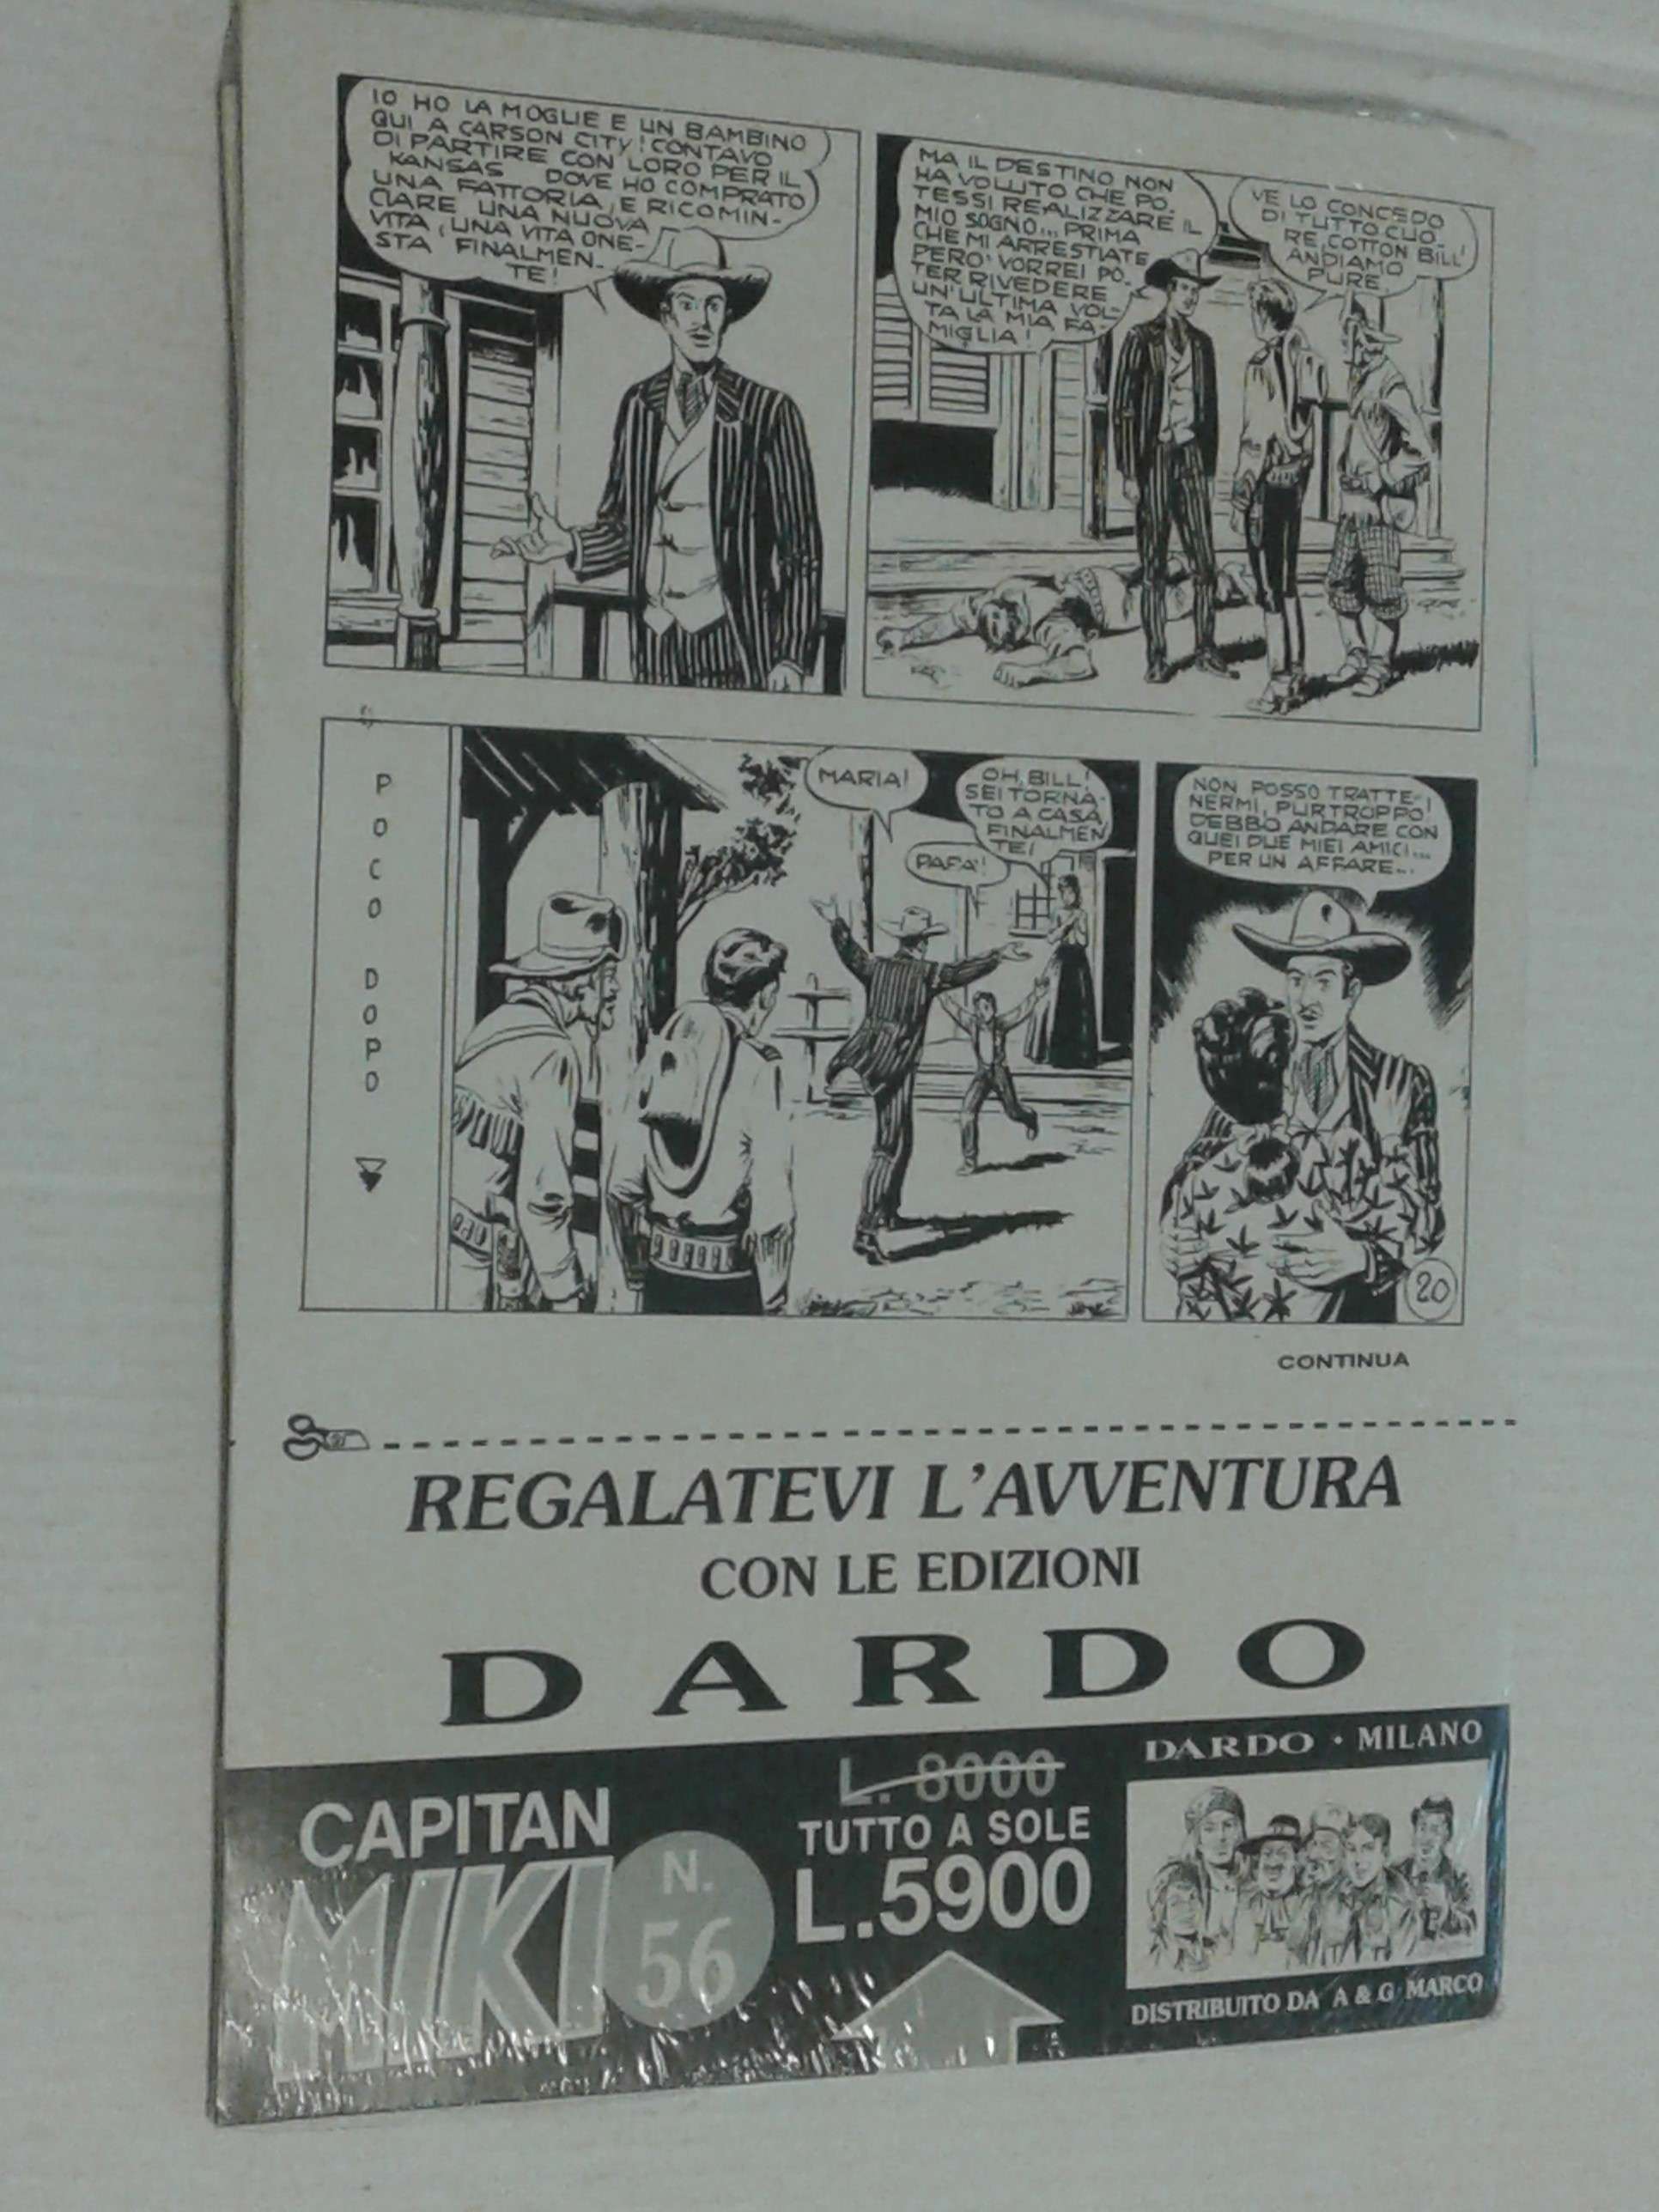 IO HO LA MOGLIE E UN BAMBINO
QUI A CARSON CITY! CONTAVO
DI PARTIRE CON LORO PER IL
KANSAS DOVE HO COMPRATO
UNA FATTORIA, E RICOMIN-
CIARE UNA NUOVA
VITA, UNA VITA ONE-
STA FINALMEN-
TE!
MA IL DESTINO NON
HA VOLUTO CHE PO-
TESSI REALIZZARE IL
MIO SOGNO... PRIMA
CHE MI ARRESTIATE
PERO' VORREI PO-
TER RIVEDERE
UN'ULTIMA VOL-
TA LA MIA FA-
MIGLIA!
VE LO CONCEDO
DI TUTTO CUO-
RE, COTTON BILL!
ANDIAMO
PURE.
POCO DOPO
MARIA!
OH, BILL!
SEI TORNA-
TO A CASA,
FINALMEN
TE!
PAPA'!
NON POSSO TRATTE-
NERMI, PURTROPPO!
DEBBO ANDARE CON
QUEI DUE MIEI AMICI...
PER UN AFFARE...
20
CONTINUA
REGALATEVI L'AVVENTURA
CON LE EDIZIONI
DARDO
CAPITAN
MIKI
N.
56
L. 8000
TUTTO A SOLE
L.5900
DARDO · MILANO
DISTRIBUITO DA A & G MARCO